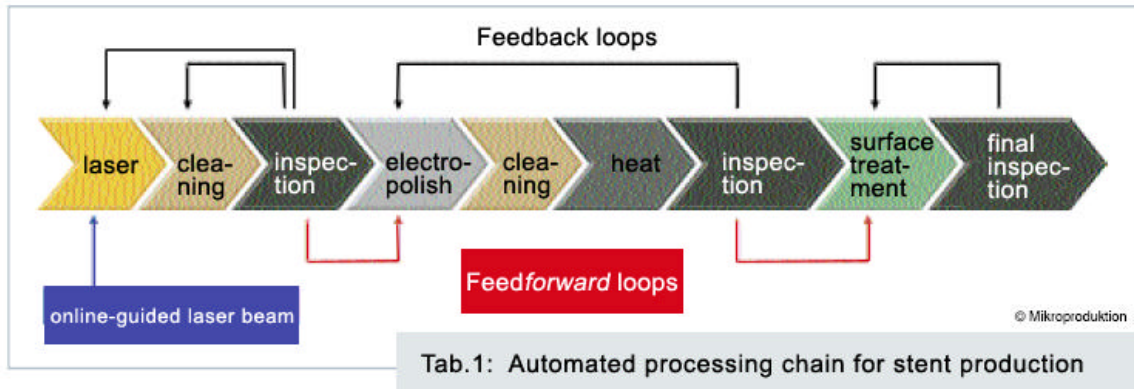 Feedback loops
laser
clea-
ning
inspec-
tion
electro-
polish
clea-
ning
heat
inspec-
tion
surface
treat-
ment
final
inspec-
tion
Feedforward loops
online-guided laser beam
© Mikroproduktion
Tab.1: Automated processing chain for stent production